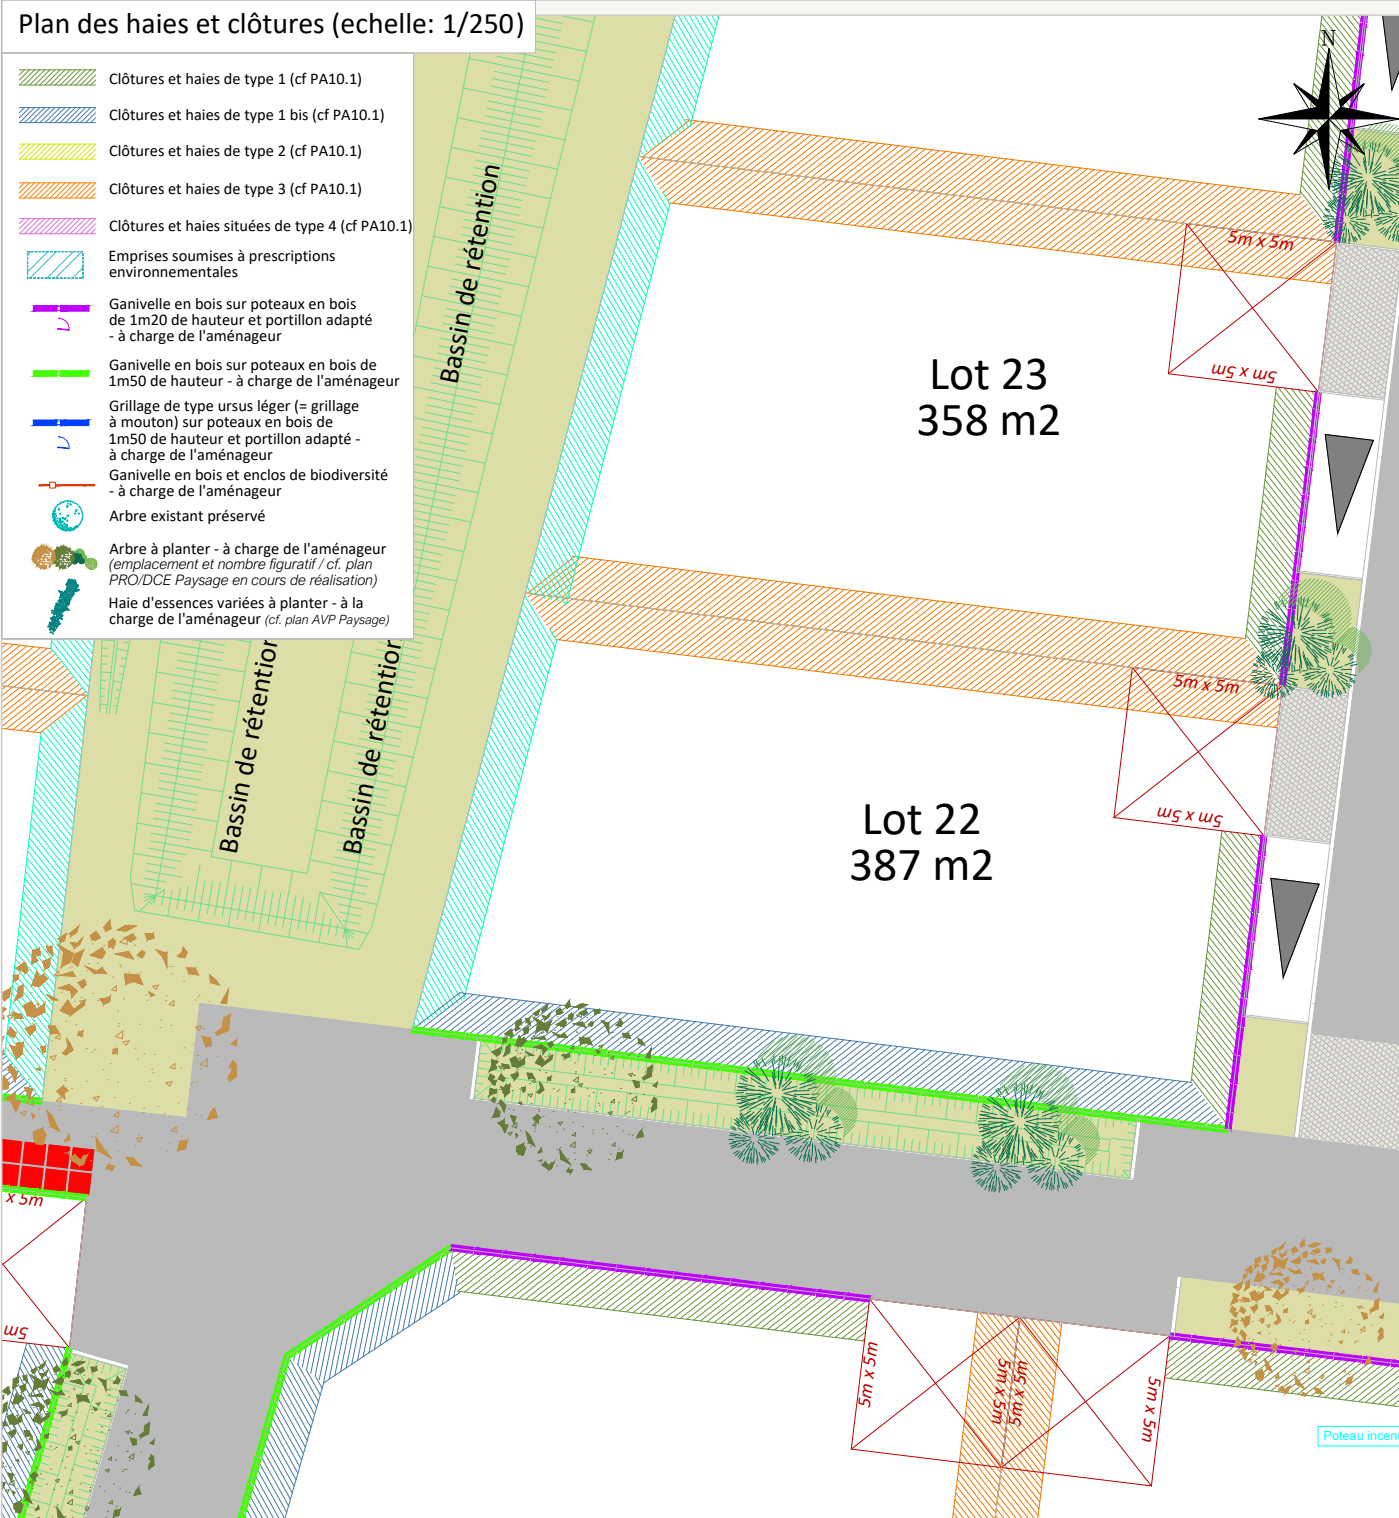 Plan des haies et clôtures (echelle: 1/250)
Clôtures et haies de type 1 (cf PA10.1)
Clôtures et haies de type 1 bis (cf PA10.1)
Clôtures et haies de type 2 (cf PA10.1)
Clôtures et haies de type 3 (cf PA10.1)
Clôtures et haies situées de type 4 (cf PA10.1)
Emprises soumises à prescriptions
environnementales
Ganivelle en bois sur poteaux en bois
de 1m20 de hauteur et portillon adapté
- à charge de l'aménageur
Ganivelle en bois sur poteaux en bois de
1m50 de hauteur - à charge de l'aménageur
Grillage de type ursus léger (= grillage
à mouton) sur poteaux en bois de
1m50 de hauteur et portillon adapté -
à charge de l'aménageur
Ganivelle en bois et enclos de biodiversité
- à charge de l'aménageur
Arbre existant préservé
Arbre à planter - à charge de l'aménageur
(emplacement et nombre figuratif / cf. plan
PRO/DCE Paysage en cours de réalisation)
Haie d'essences variées à planter - à la
charge de l'aménageur (cf. plan AVP Paysage)
N
Bassin de rétention
5m x 5m
5m x 5m
Lot 23
358 m2
Bassin de rétention
Bassin de rétention
5m x 5m
5m x 5m
Lot 22
387 m2
x 5m
5m
5m x 5m
5m x 5m
5m x 5m
5m x 5m
Poteau incen